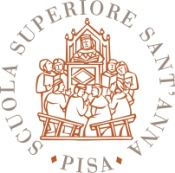 SCUOLA SUPERIORE SANT'ANNA
· PISA ·